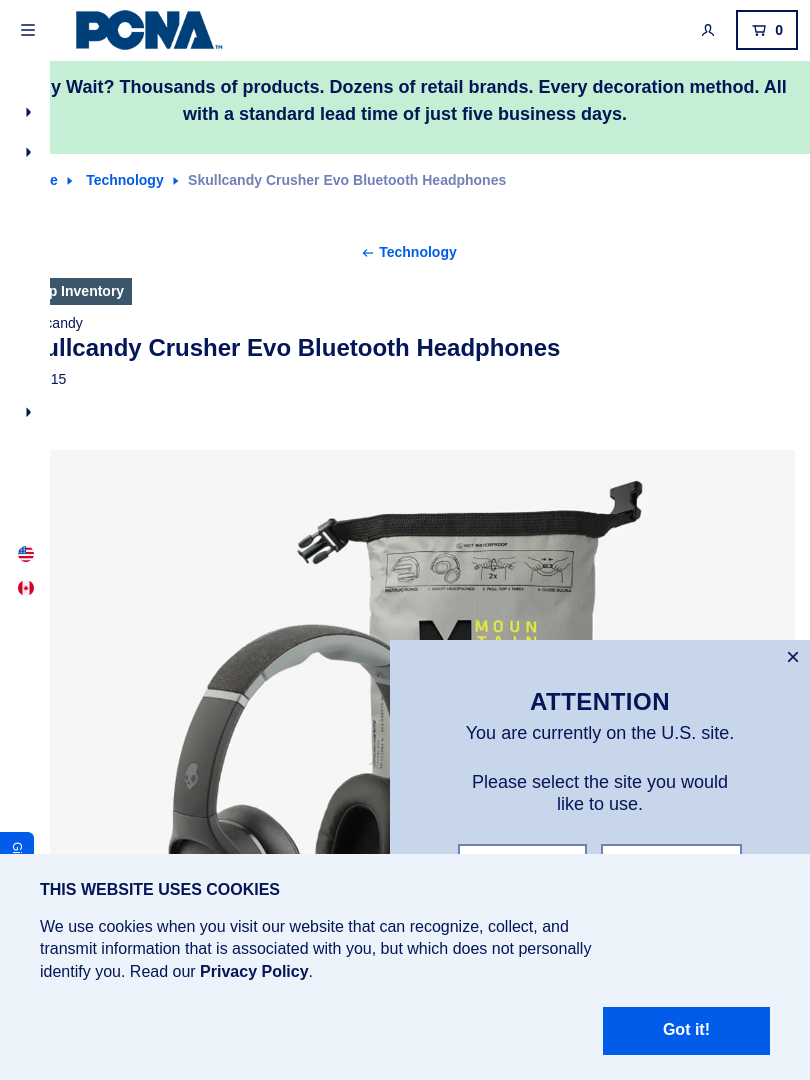 PCNA™
0
y Wait? Thousands of products. Dozens of retail brands. Every decoration method. All
with a standard lead time of just five business days.
e
Technology
Skullcandy Crusher Evo Bluetooth Headphones
Technology
p Inventory
candy
ullcandy Crusher Evo Bluetooth Headphones
15
NOT WATERPROOF
2x
INSTRUCTIONS: 1. INSERT HEADPHONES 2. ROLL TOP 2 TIMES 3. CLOSE BUCKLE
MOUN
TAIN
ATTENTION
You are currently on the U.S. site.
Please select the site you would
like to use.
THIS WEBSITE USES COOKIES
We use cookies when you visit our website that can recognize, collect, and
transmit information that is associated with you, but which does not personally
identify you. Read our Privacy Policy.
Got it!